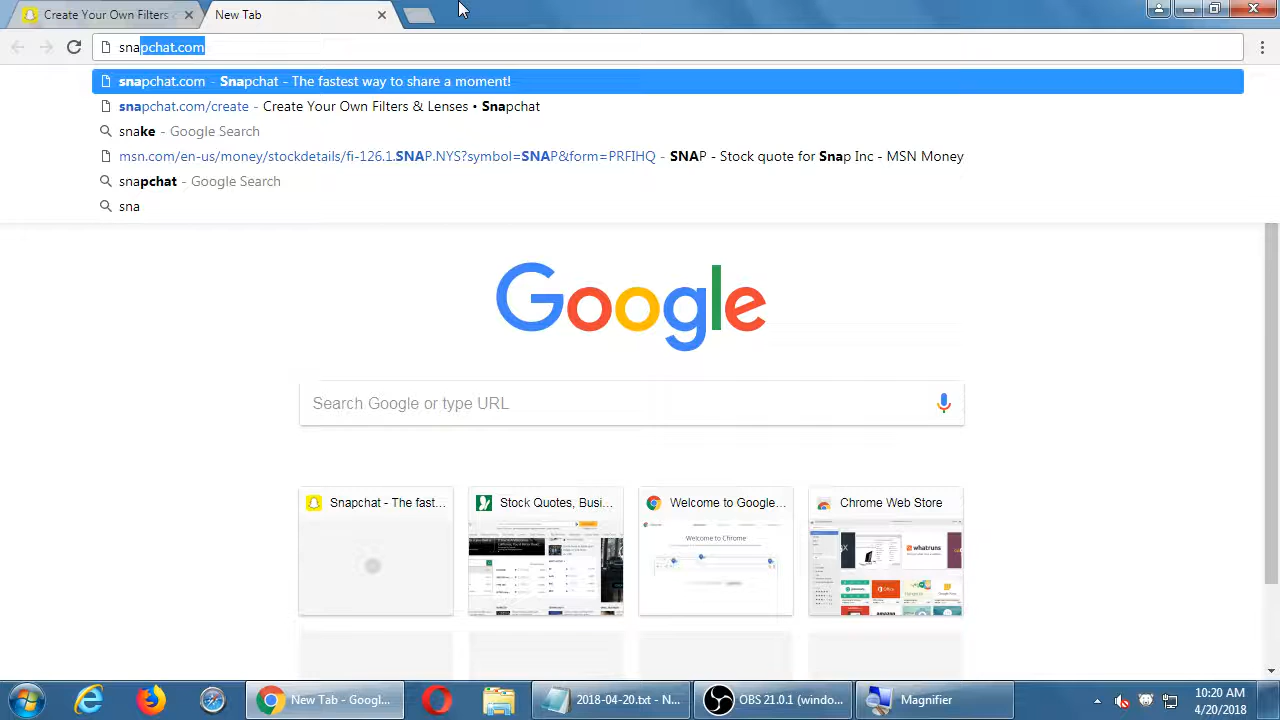 Create Your Own Filters
New Tab
snapchat.com
snapchat.com - Snapchat - The fastest way to share a moment!
snapchat.com/create - Create Your Own Filters & Lenses • Snapchat
snake - Google Search
msn.com/en-us/money/stockdetails/fi-126.1.SNAP.NYS?symbol=SNAP&form=PRFIHQ - SNAP - Stock quote for Snap Inc - MSN Money
snapchat - Google Search
sna
Google
Search Google or type URL
Snapchat - The fast...
Stock Quotes, Busi...
Welcome to Google...
Chrome Web Store
Welcome to Chrome
whatruns
New Tab - Googl...
2018-04-20.txt - N...
OBS 21.0.1 (windo...
Magnifier
10:20 AM
4/20/2018